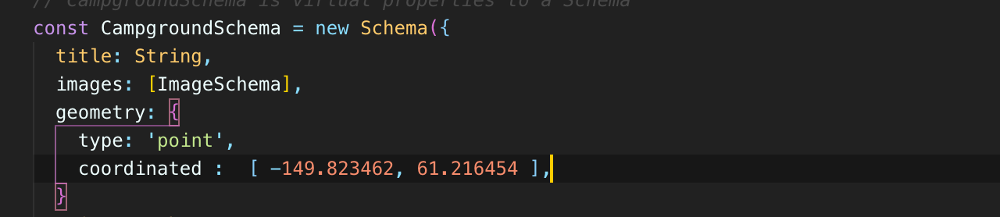 // CampgroundSchema is virtual properties to a Schema
const CampgroundSchema = new Schema({
title: String,
images: [ImageSchema],
geometry: {
type: 'point',
coordinated :  [ -149.823462, 61.216454 ],
}